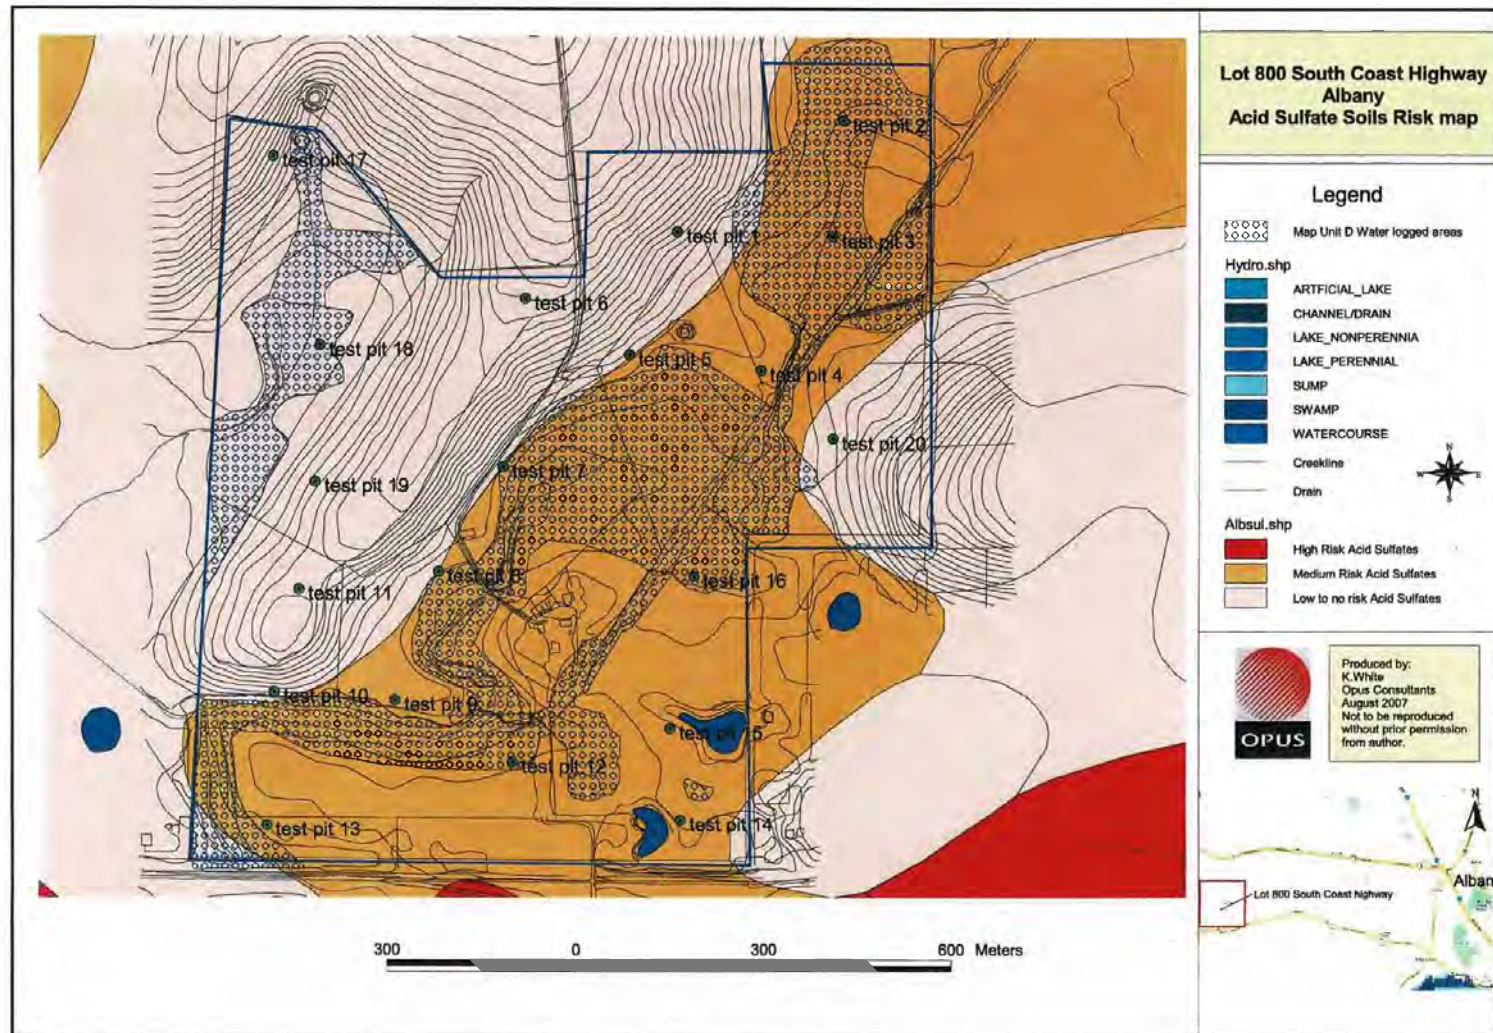 Lot 800 South Coast Highway
Albany
Acid Sulfate Soils Risk map
Legend
Map Unit D Water logged areas
Hydro.shp
ARTFICIAL_LAKE
CHANNEL/DRAIN
LAKE_NONPERENNIA
LAKE_PERENNIAL
SUMP
SWAMP
WATERCOURSE
Creekline
Drain
Albsul.shp
High Risk Acid Sulfates
Medium Risk Acid Sulfates
Low to no risk Acid Sulfates
N
W E
S
OPUS
Produced by:
K.White
Opus Consultants
August 2007
Not to be reproduced
without prior permission
from author.
N
Alban
Lot 800 South Coast highway
test pit 2
test pit 17
test pit 1
test pit 3
test pit 6
test pit 18
test pit 5
test pit 4
test pit 20
test pit 7
test pit 19
test pit 8
test pit 16
test pit 11
test pit 10
test pit 9
test pit 15
test pit 12
test pit 14
test pit 13
300 0 300 600 Meters